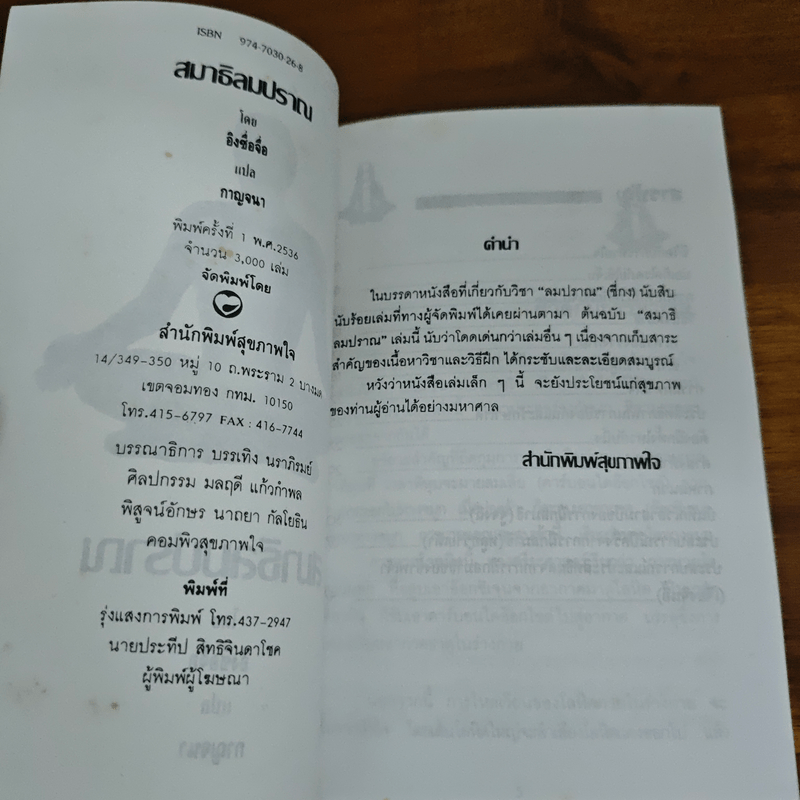 ISBN 974-7030-26-8
สมาธิลมปราณ
โดย
อิงชื่อจื่อ
แปล
กาญจนา
พิมพ์ครั้งที่ 1 พ.ศ.2536
จำนวน 3,000 เล่ม
จัดพิมพ์โดย
สำนักพิมพ์สุขภาพใจ
14/349-350 หมู่ 10 ถ.พระราม 2 บางมด
เขตจอมทอง กทม. 10150
โทร.415-6797 FAX : 416-7744
บรรณาธิการ บรรเทิง นราภิรมย์
ศิลปกรรม มลฤดี แก้วกำพล
พิสูจน์อักษร นาถยา กัลโยธิน
คอมพิวสุขภาพใจ
พิมพ์ที่
รุ่งแสงการพิมพ์ โทร.437-2947
นายประทีป สิทธิจินดาโชค
ผู้พิมพ์ผู้โฆษณา
คำนำ
ในบรรดาหนังสือที่เกี่ยวกับวิชา "ลมปราณ" (ชี่กง) นับสิบ
นับร้อยเล่มที่ทางผู้จัดพิมพ์ได้เคยผ่านตามา ต้นฉบับ "สมาธิ
ลมปราณ" เล่มนี้ นับว่าโดดเด่นกว่าเล่มอื่น ๆ เนื่องจากเก็บสาระ
สำคัญของเนื้อหาวิชาและวิธีฝึก ได้กระชับและละเอียดสมบูรณ์
หวังว่าหนังสือเล่มเล็ก ๆ นี้ จะยังประโยชน์แก่สุขภาพ
ของท่านผู้อ่านได้อย่างมหาศาล
สำนักพิมพ์สุขภาพใจ